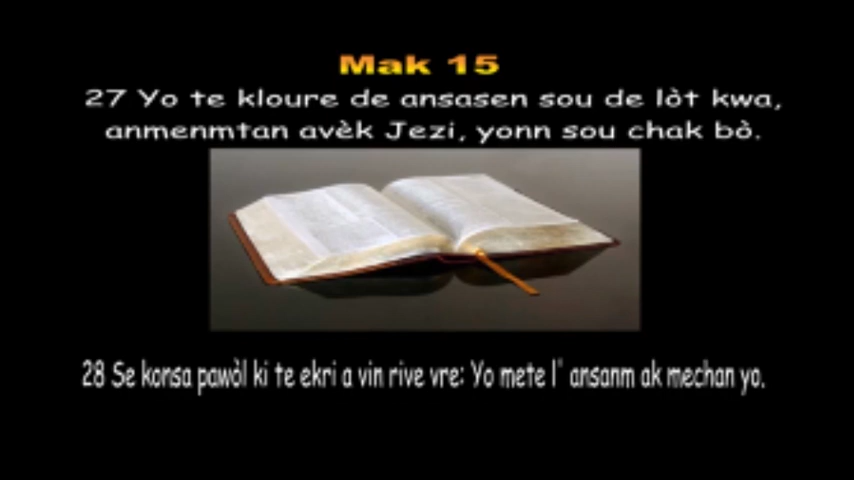 Mak 15
27 Yo te kloure de ansasen sou de lòt kwa,
anmenmtan avèk Jezi, yonn sou chak bò.
28 Se konsa pawòl ki te ekri a vin rive vre: Yo mete l' ansanm ak mechan yo.